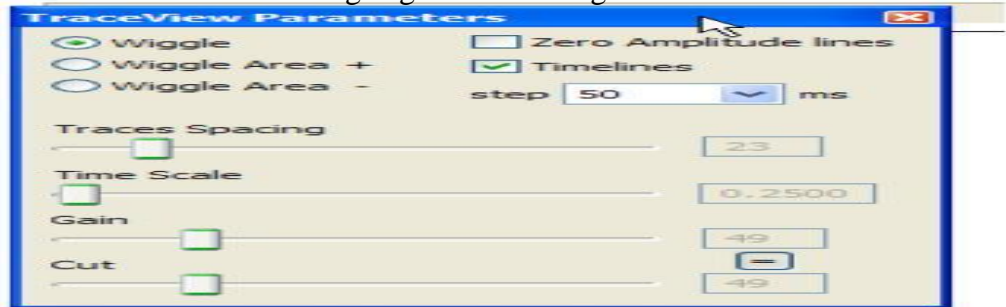 TraceView Parameters
Wiggle
Zero Amplitude lines
Wiggle Area +
Timelines
Wiggle Area -
step 50 ms
Traces Spacing
23
Time Scale
0.2500
Gain
49
=
Cut
49